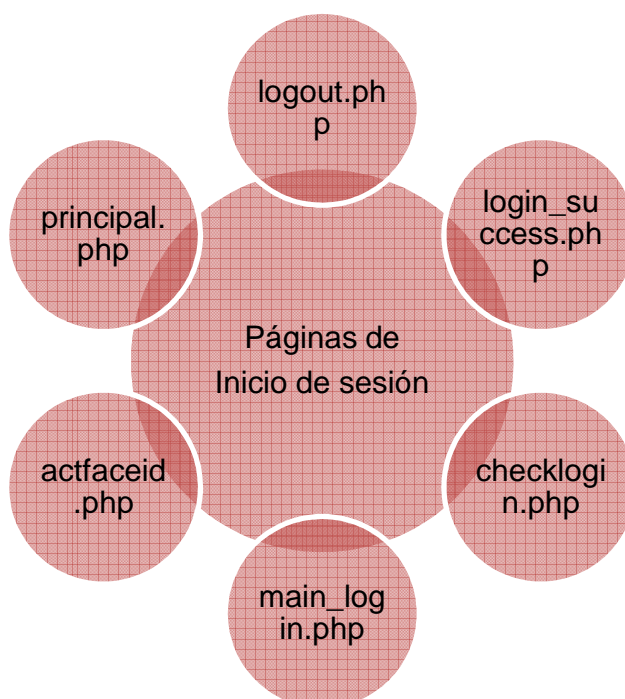 logout.ph
p
login_su
ccess.ph
p
checklogi
n.php
main_log
in.php
actfaceid
.php
principal.
php
Páginas de
Inicio de sesión